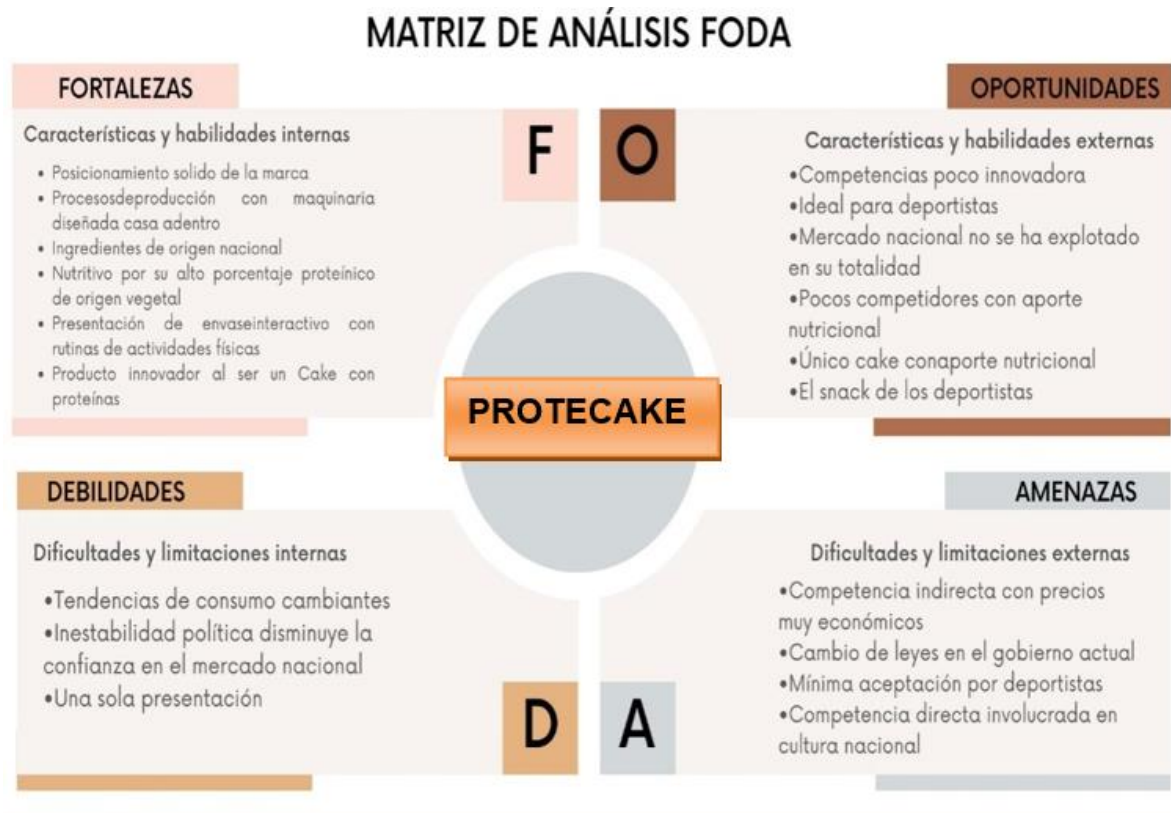 MATRIZ DE ANÁLISIS FODA
FORTALEZAS
Características y habilidades internas
• Posicionamiento solido de la marca
• Procesosdeproducción con maquinaria
diseñada casa adentro
• Ingredientes de origen nacional
• Nutritivo por su alto porcentaje proteínico
de origen vegetal
• Presentación de envaseinteractivo con
rutinas de actividades físicas
• Producto innovador al ser un Cake con
proteínas
F
O
OPORTUNIDADES
Características y habilidades externas
•Competencias poco innovadora
•Ideal para deportistas
•Mercado nacional no se ha explotado
en su totalidad
•Pocos competidores con aporte
nutricional
•Único cake conaporte nutricional
•El snack de los deportistas
PROTECAKE
DEBILIDADES
Dificultades y limitaciones internas
•Tendencias de consumo cambiantes
•Inestabilidad política disminuye la
confianza en el mercado nacional
•Una sola presentación
D
A
AMENAZAS
Dificultades y limitaciones externas
•Competencia indirecta con precios
muy económicos
•Cambio de leyes en el gobierno actual
•Mínima aceptación por deportistas
•Competencia directa involucrada en
cultura nacional